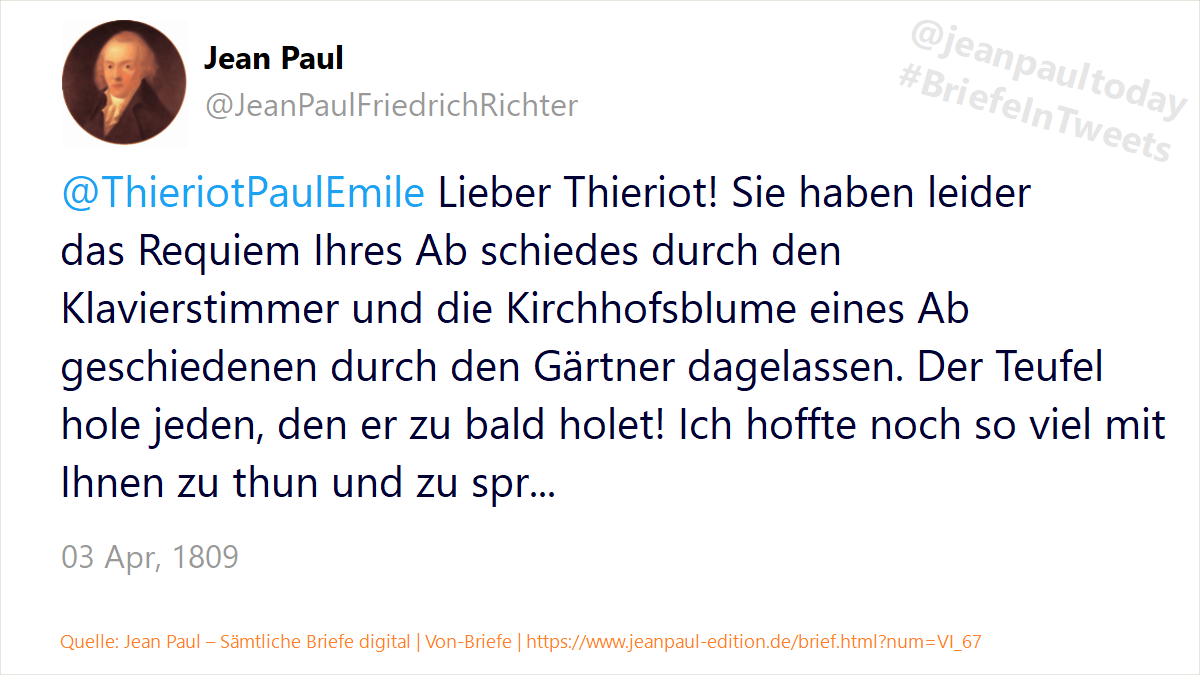 Jean Paul
@JeanPaulFriedrichRichter
@jeanpaultoday
#BriefeInTweets
@ThieriotPaulEmile Lieber Thieriot! Sie haben leider
das Requiem Ihres Ab schiedes durch den
Klavierstimmer und die Kirchhofsblume eines Ab
geschiedenen durch den Gärtner dagelassen. Der Teufel
hole jeden, den er zu bald holet! Ich hoffte noch so viel mit
Ihnen zu thun und zu spr...
03 Apr, 1809
Quelle: Jean Paul – Sämtliche Briefe digital | Von-Briefe | https://www.jeanpaul-edition.de/brief.html?num=VI_67